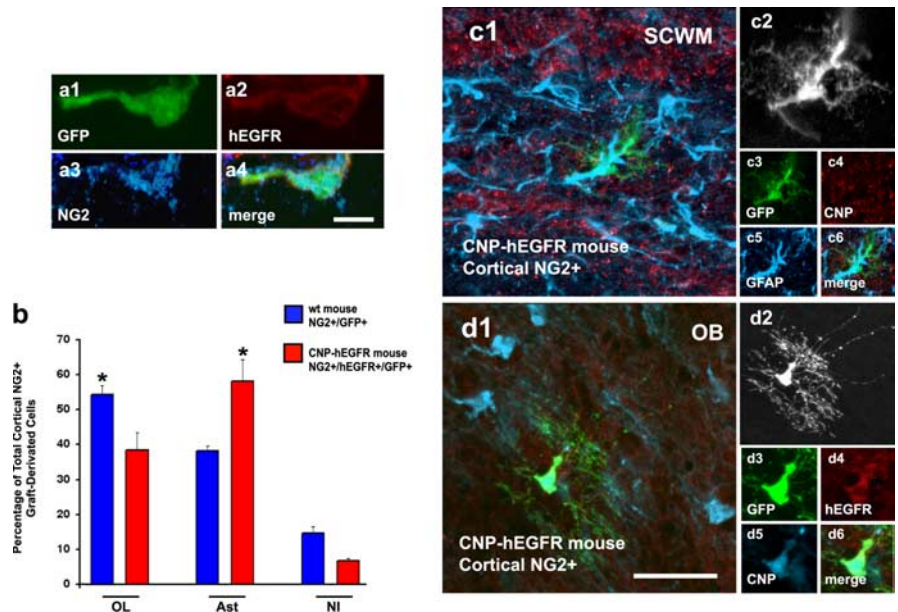 a1
GFP
a2
hEGFR
a3
NG2
a4
merge
b
wt mouse
NG2+/GFP+
CNP-hEGFR mouse
NG2+/hEGFR+/GFP+
Percentage of Total Cortical NG2+
Graft-Derived Cells
70
60
50
40
30
20
10
0
*
*
OL
Ast
NI
c1
SCWM
CNP-hEGFR mouse
Cortical NG2+
c2
c3
GFP
c4
CNP
c5
GFAP
c6
merge
d1
OB
CNP-hEGFR mouse
Cortical NG2+
d2
d3
GFP
d4
hEGFR
d5
CNP
d6
merge